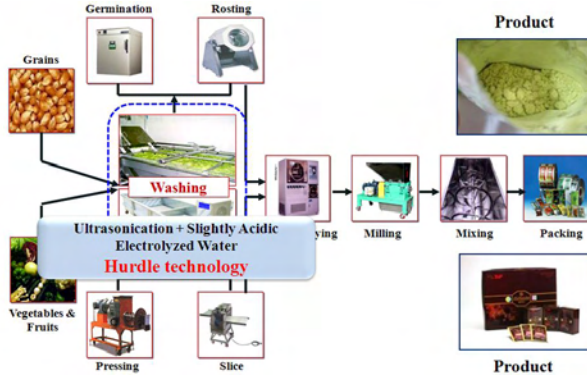 Germination
Rosting
Product
Grains
Washing
Ultrasonication + Slightly Acidic
Electrolyzed Water
Hurdle technology
ying
Milling
Mixing
Packing
Vegetables &
Fruits
Pressing
Slice
Product